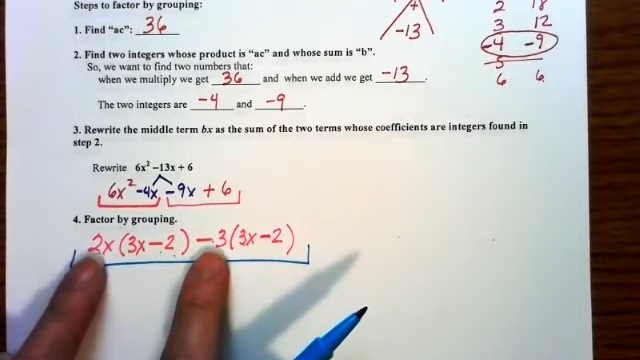 Steps to factor by grouping:
1. Find "ac": 36
2. Find two integers whose product is "ac" and whose sum is "b".
So, we want to find two numbers that:
when we multiply we get 36 and when we add we get -13.
The two integers are -4 and -9.
3. Rewrite the middle term bx as the sum of the two terms whose coefficients are integers found in
step 2.
Rewrite 6x² −13x + 6
6x² -4x -9x + 6
4. Factor by grouping.
2x(3x-2) -3(3x-2)
+
-13
2 18
3 12
-4 -9
5
6 6